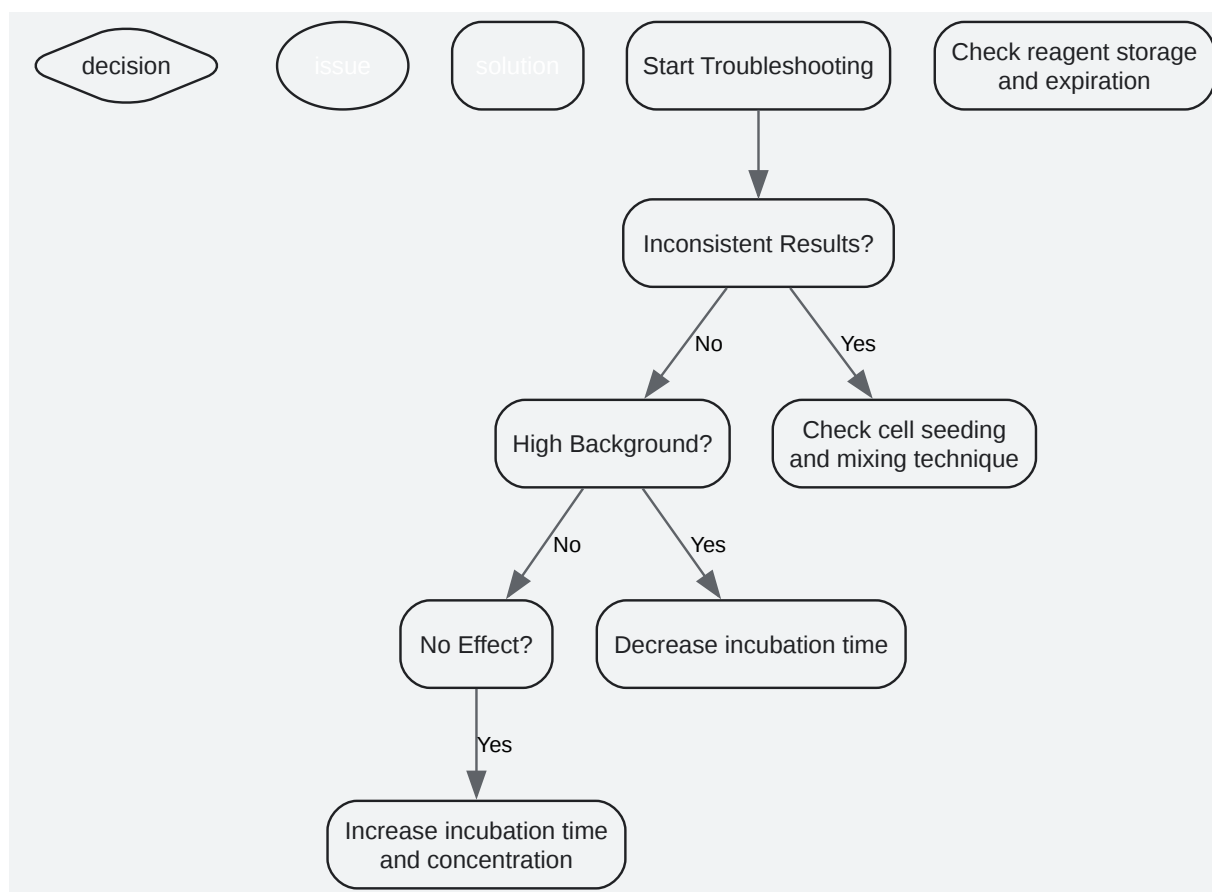 decision
issue
solution
Start Troubleshooting
Check reagent storage
and expiration
Inconsistent Results?
No
Yes
High Background?
Check cell seeding
and mixing technique
No
Yes
No Effect?
Decrease incubation time
Yes
Increase incubation time
and concentration